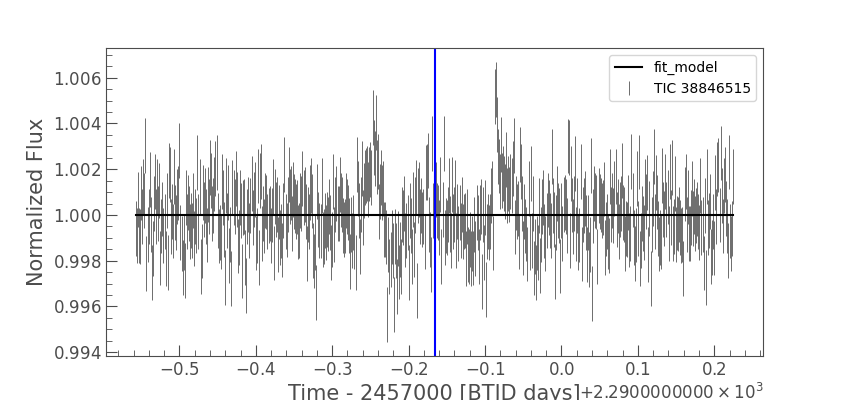 Normalized Flux
1.006
1.004
1.002
1.000
0.998
0.996
0.994
fit_model
TIC 38846515
−0.5 −0.4 −0.3 −0.2 −0.1 0.0 0.1 0.2
Time - 2457000 [BTJD days] +2.2900000000 × 10³